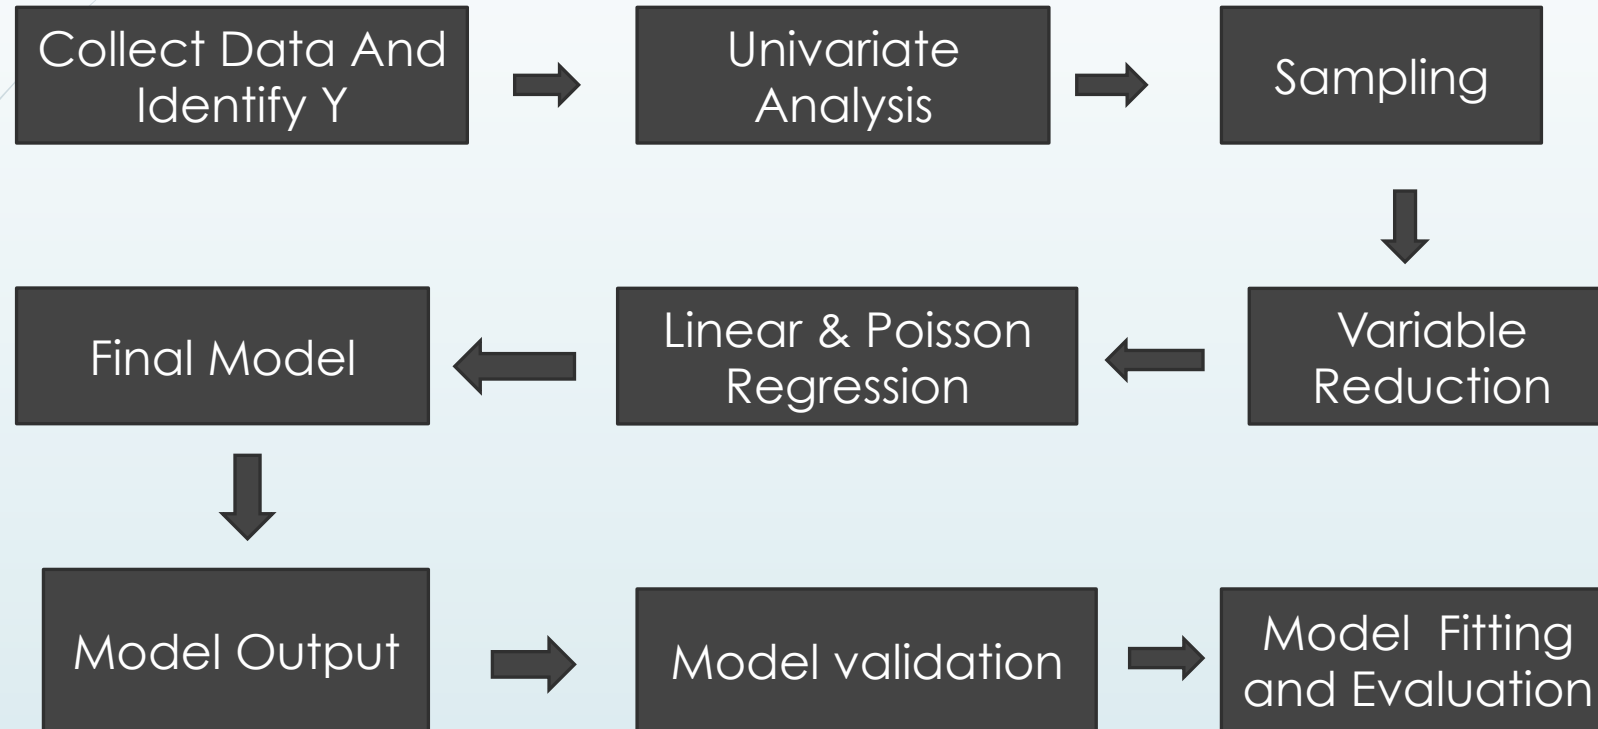 Collect Data And
Identify Y
Univariate
Analysis
Sampling
Variable
Reduction
Linear & Poisson
Regression
Final Model
Model Output
Model validation
Model Fitting
and Evaluation